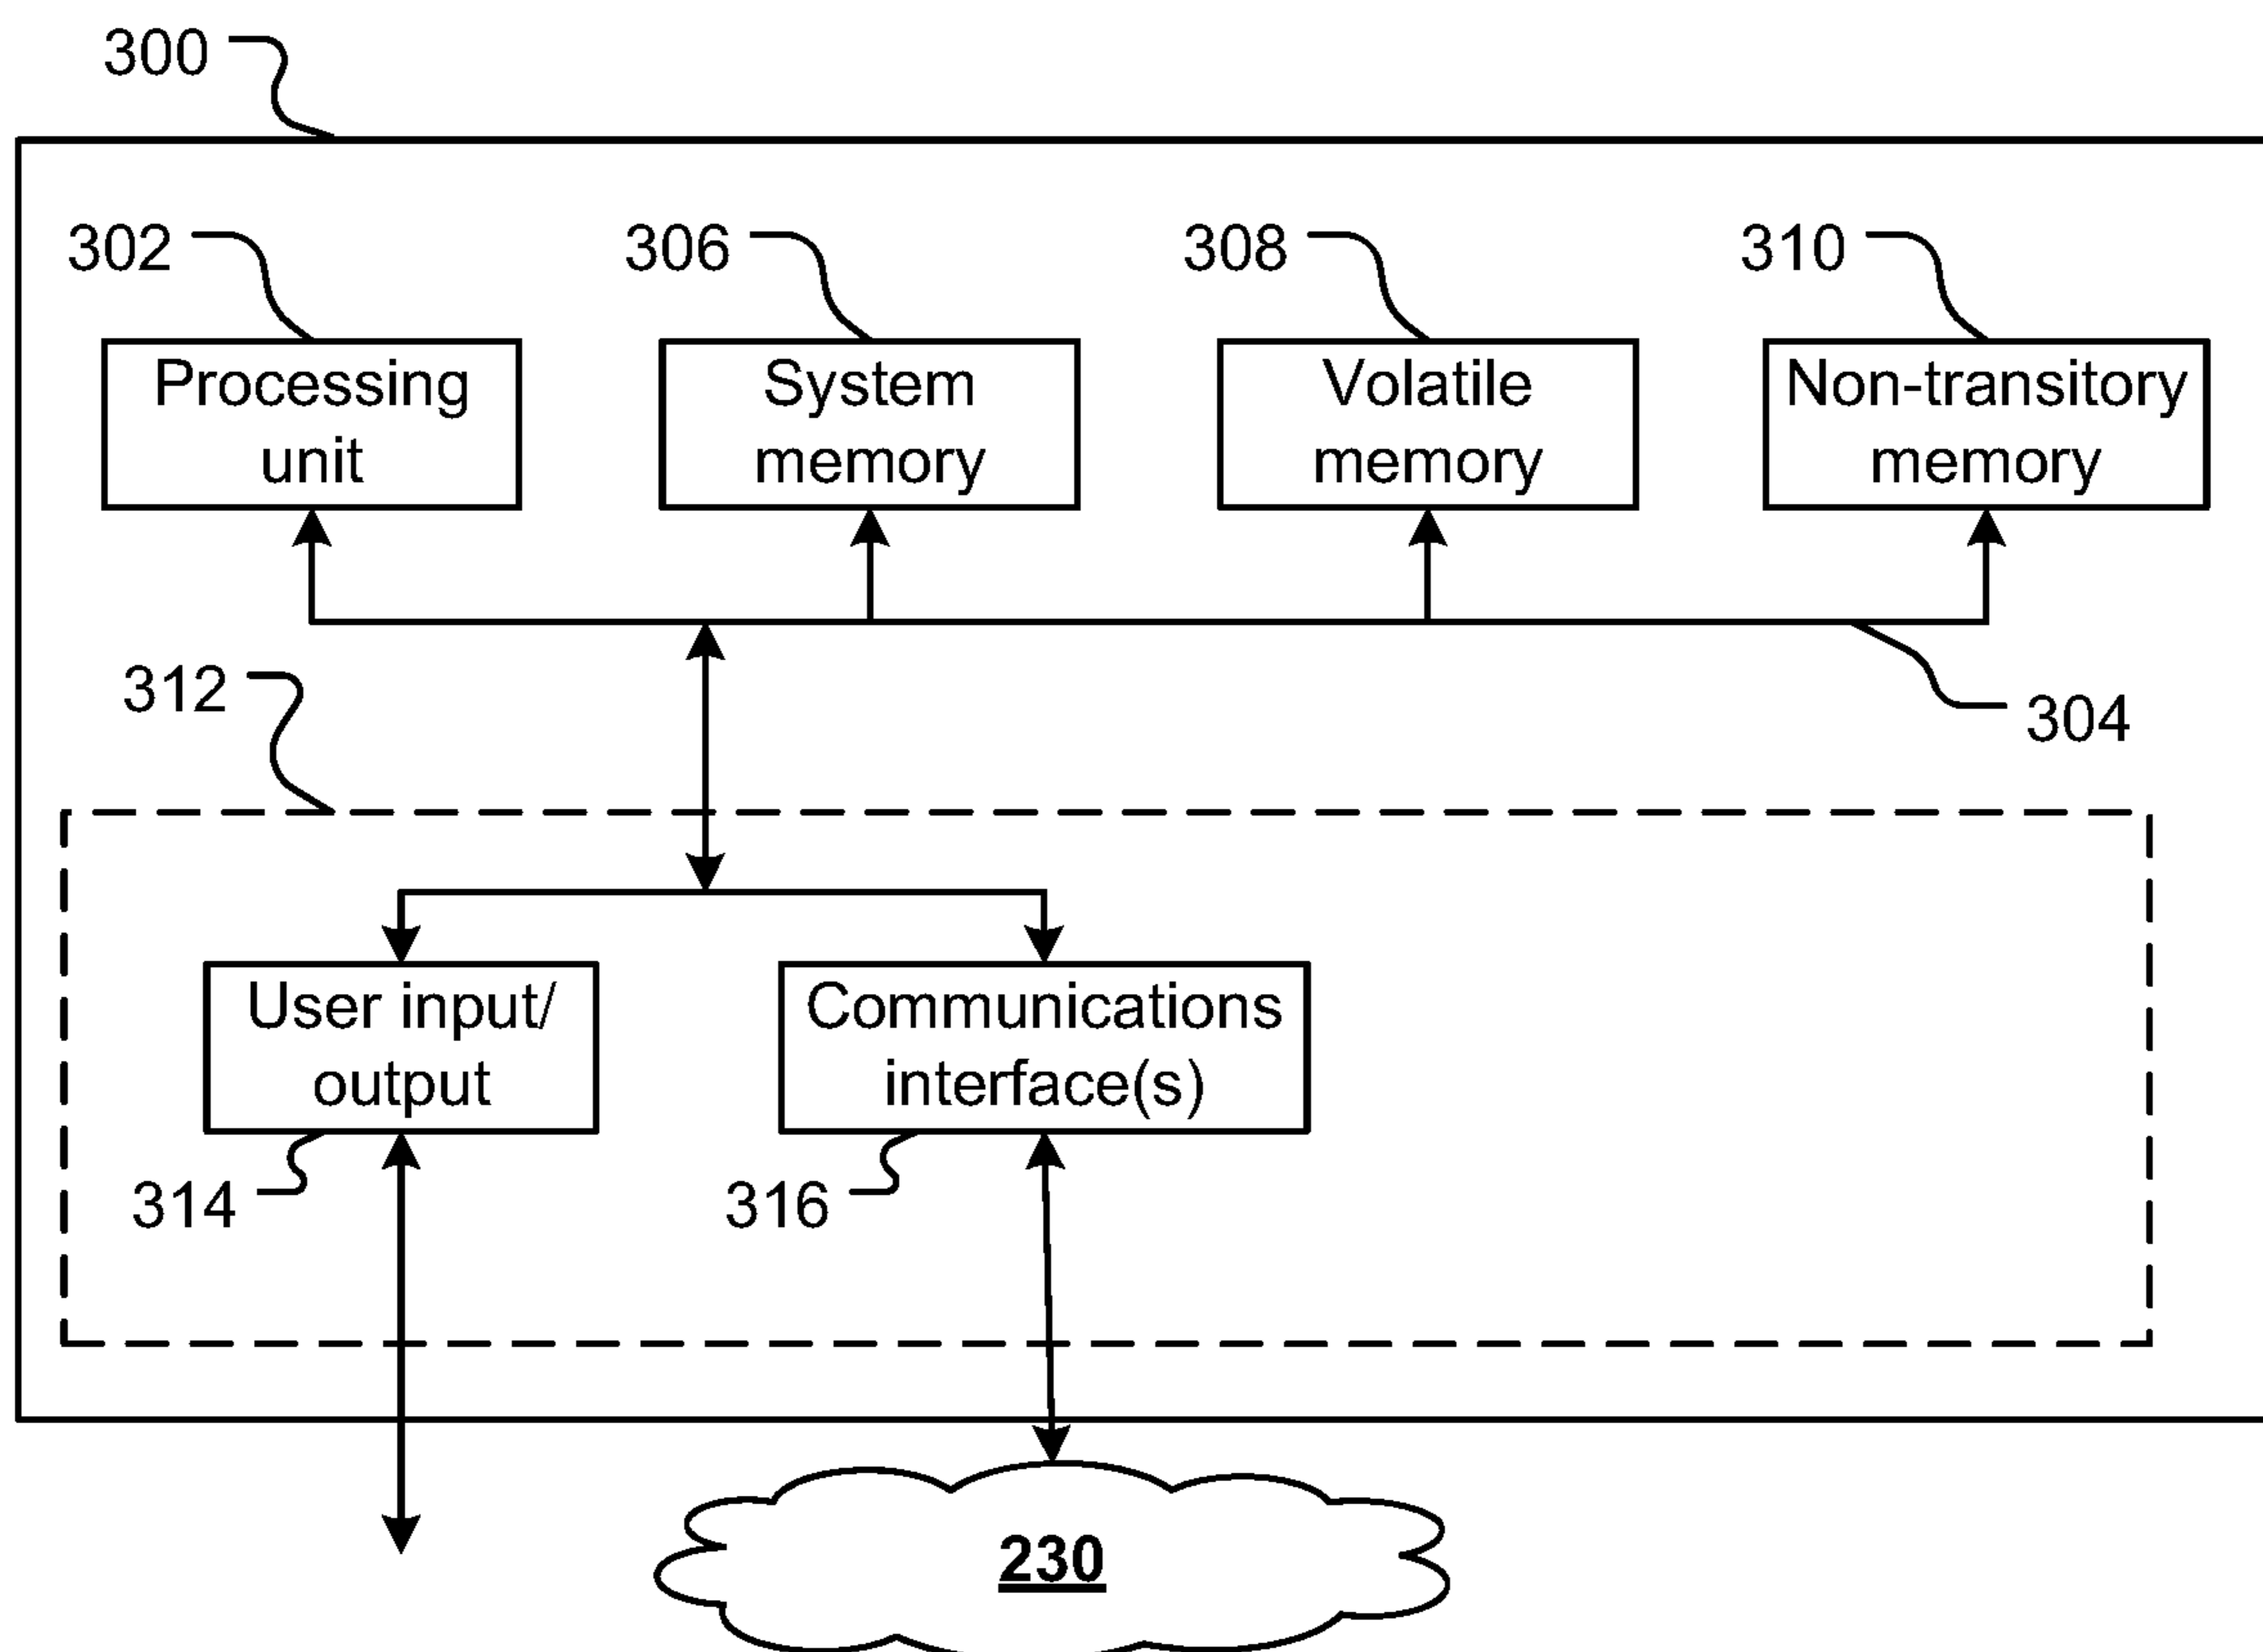 300
302
306
308
310
Processing
unit
System
memory
Volatile
memory
Non-transitory
memory
312
304
User input/
output
Communications
interface(s)
314
316
230